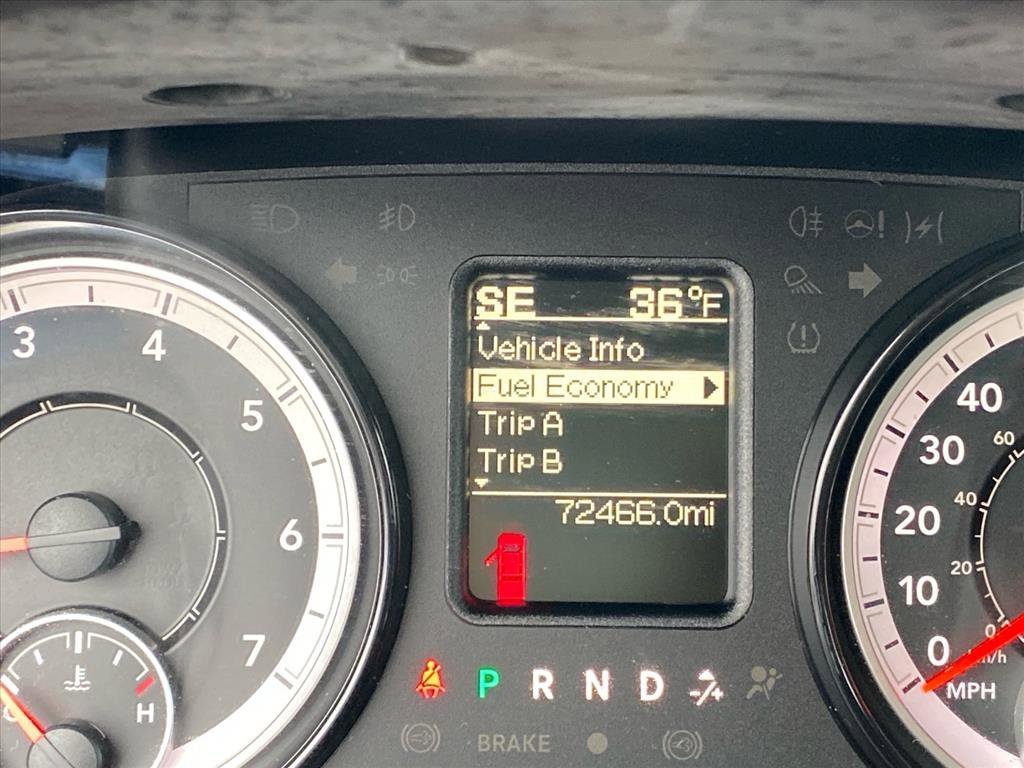 SE 36°F
Vehicle Info
Fuel Economy
Trip A
Trip B
72466.0mi
3
4
5
6
7
H
P R N D
BRAKE
40
30
20
10
0
MPH
60
40
20
0